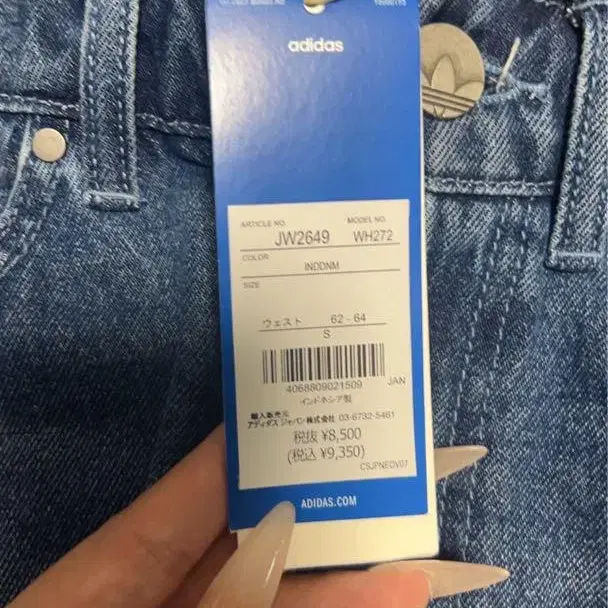 adidas
ARTICLE NO.
MODEL NO.
JW2649
WH272
COLOR
INDDNM
SIZE
ウェスト 62 - 64
S
4068809021509 JAN
インドネシア製
輸入販売元
アディダス ジャパン株式会社 03-6732-5461
税抜 ¥8,500
(税込 ¥9,350)
CSJPNEOV07
ADIDAS.COM